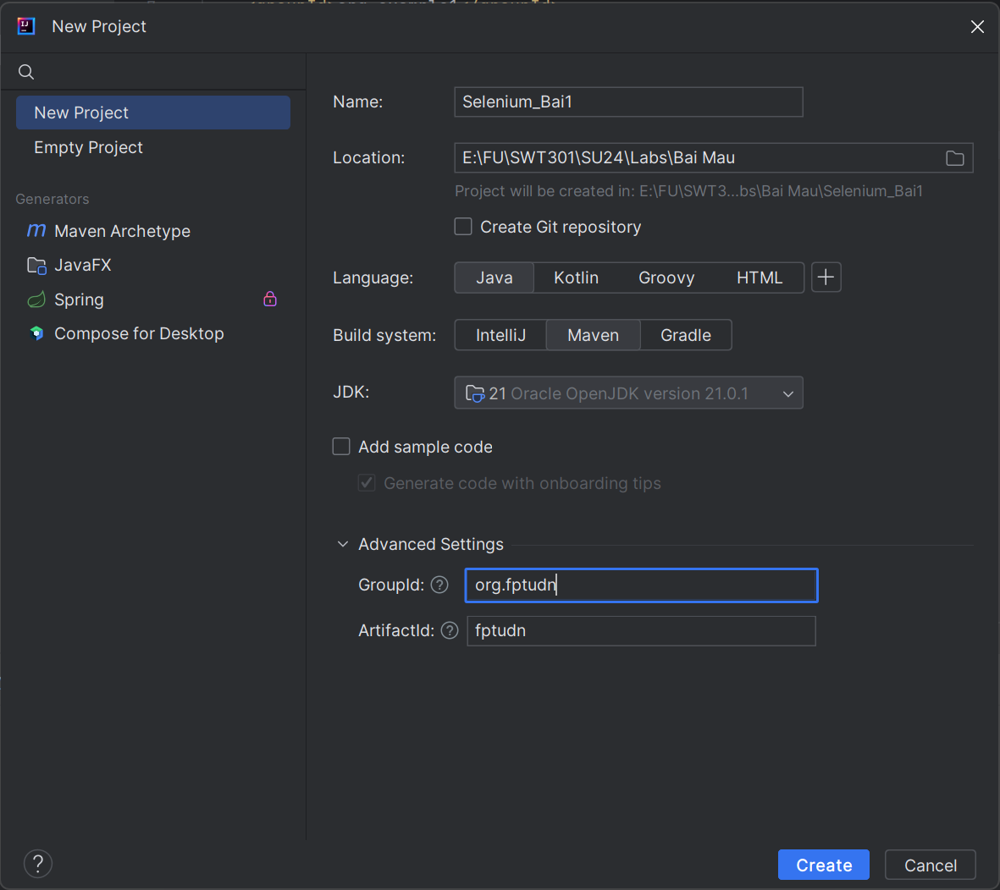 New Project
New Project
Empty Project
Generators
Maven Archetype
JavaFX
Spring
Compose for Desktop
Name: Selenium_Bai1
Location: E:\FU\SWT301\SU24\Labs\Bai Mau
Project will be created in: E:\FU\SWT3...bs\Bai Mau\Selenium_Bai1
Create Git repository
Language: Java Kotlin Groovy HTML
Build system: IntelliJ Maven Gradle
JDK: 21 Oracle OpenJDK version 21.0.1
Add sample code
Generate code with onboarding tips
Advanced Settings
GroupId: org.fptudn
ArtifactId: fptudn
Create Cancel